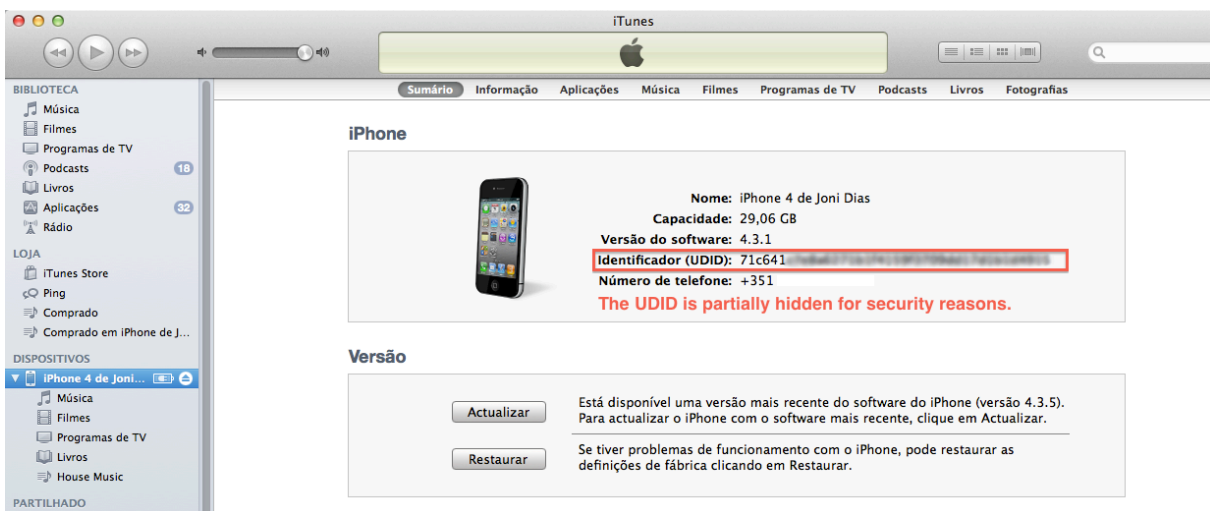 iTunes
BIBLIOTECA
Música
Filmes
Programas de TV
Podcasts 18
Livros
Aplicações 32
Rádio
LOJA
iTunes Store
Ping
Comprado
Comprado em iPhone de J...
DISPOSITIVOS
iPhone 4 de Joni...
Música
Filmes
Programas de TV
Livros
House Music
PARTILHADO
Sumário Informação Aplicações Música Filmes Programas de TV Podcasts Livros Fotografias
iPhone
Nome: iPhone 4 de Joni Dias
Capacidade: 29,06 GB
Versão do software: 4.3.1
Identificador (UDID): 71c641
Número de telefone: +351
The UDID is partially hidden for security reasons.
Versão
Actualizar
Está disponível uma versão mais recente do software do iPhone (versão 4.3.5).
Para actualizar o iPhone com o software mais recente, clique em Actualizar.
Restaurar
Se tiver problemas de funcionamento com o iPhone, pode restaurar as
definições de fábrica clicando em Restaurar.